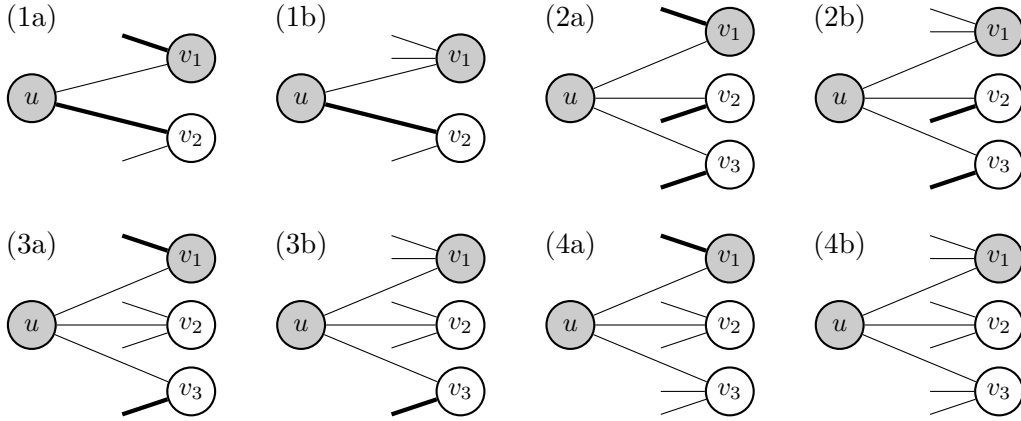 (1a) (1b) (2a) (2b)
v1 v1 v1 v1
u u u v2 u v2
v2 v2
v3 v3
(3a) (3b) (4a) (4b)
v1 v1 v1 v1
u v2 u v2 u v2 u v2
v3 v3 v3 v3